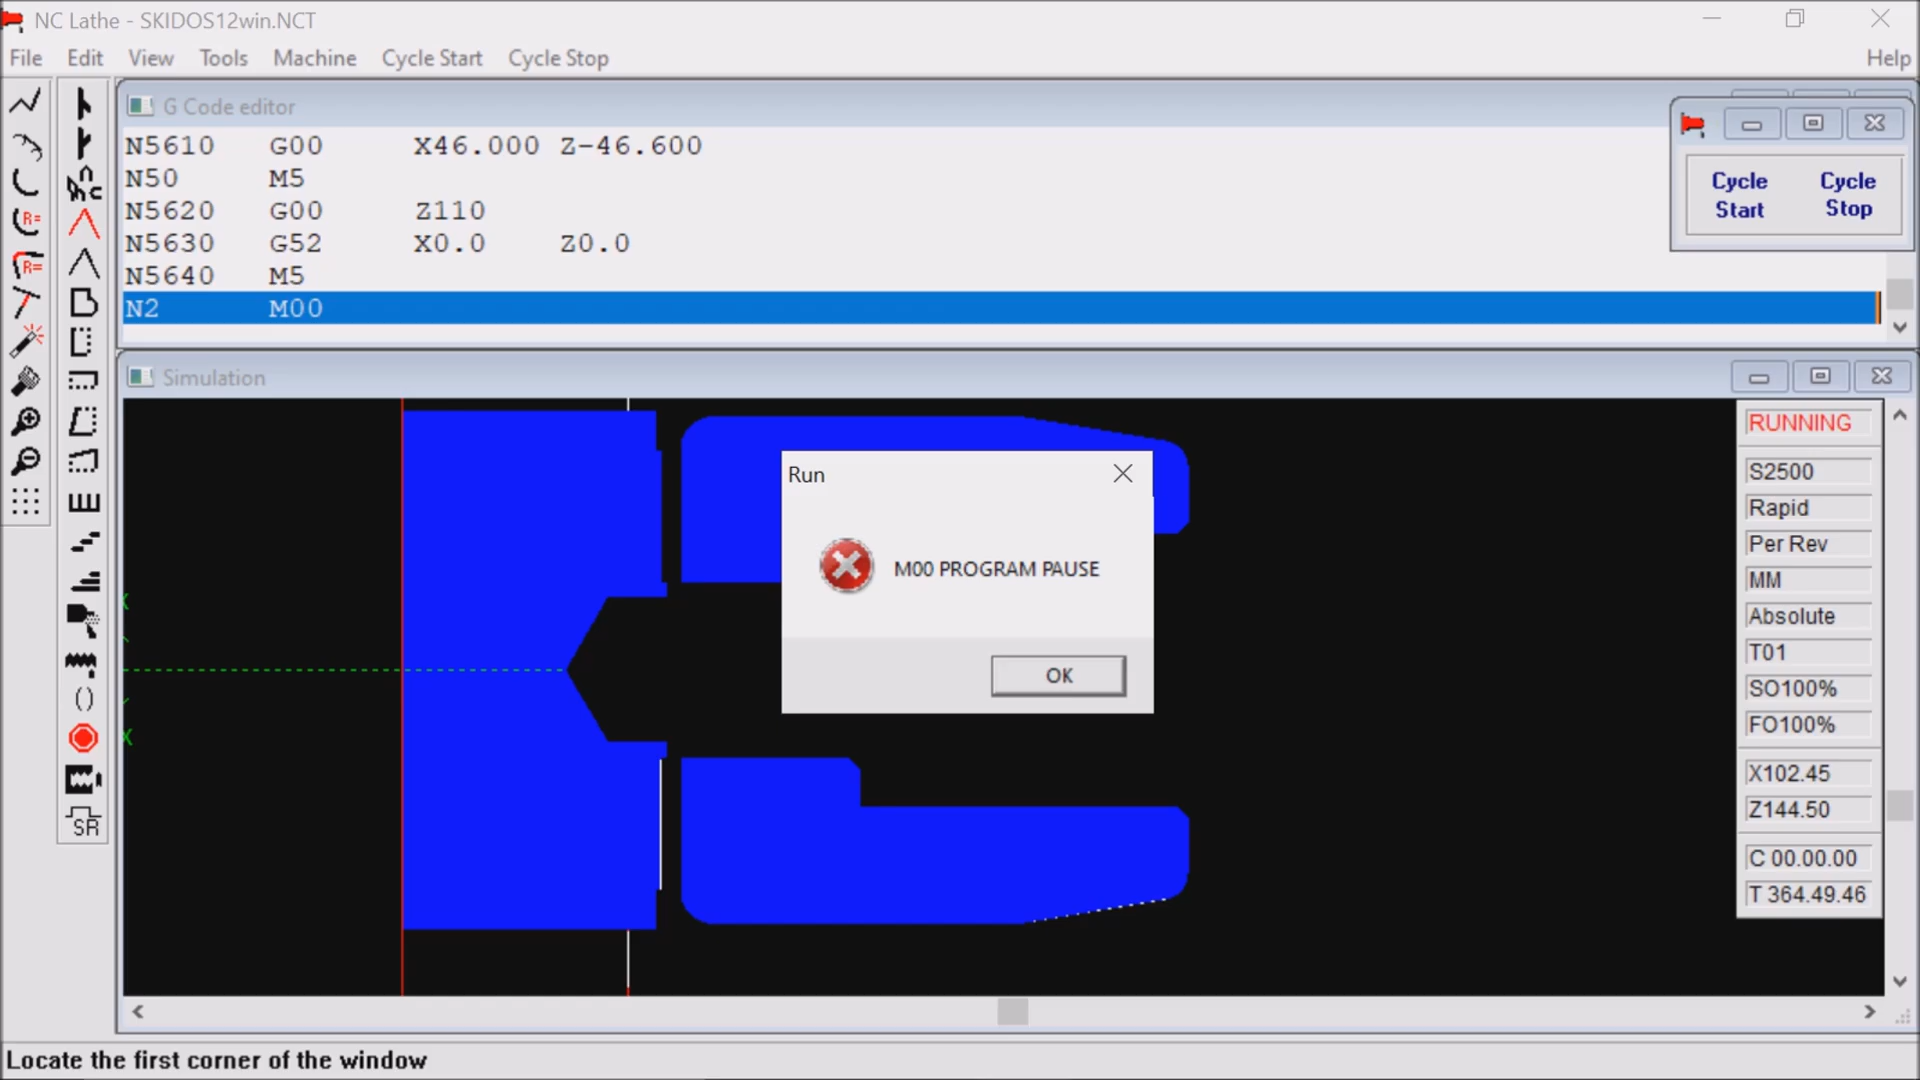 NC Lathe - SKIDOS12win.NCT
File Edit View Tools Machine Cycle Start Cycle Stop Help
G Code editor
N5610 G00 X46.000 Z-46.600
N50 M5
N5620 G00 Z110
N5630 G52 X0.0 Z0.0
N5640 M5
N2 M00
Cycle Start
Cycle Stop
Simulation
R=
R=
( )
SR
X
X
Run
M00 PROGRAM PAUSE
OK
RUNNING
S2500
Rapid
Per Rev
MM
Absolute
T01
SO100%
FO100%
X102.45
Z144.50
C 00.00.00
T 364.49.46
Locate the first corner of the window